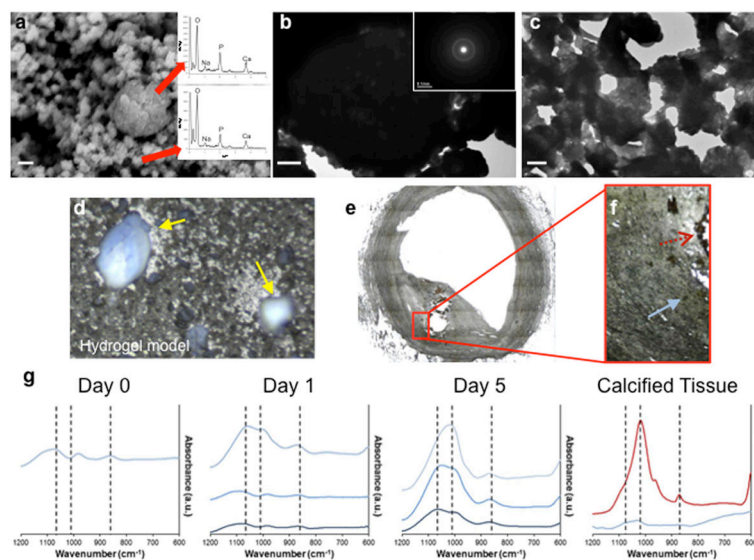 a
b
c
O
Na
P
Ca
O
Na
P
Ca
d
e
f
Hydrogel model
g
Day 0
Day 1
Day 5
Calcified Tissue
Absorbance (a.u.)
Absorbance (a.u.)
Absorbance (a.u.)
1200 1100 1000 900 800 700 600
1200 1100 1000 900 800 700 600
1200 1100 1000 900 800 700 600
1200 1100 1000 900 800 700 600
Wavenumber (cm⁻¹)
Wavenumber (cm⁻¹)
Wavenumber (cm⁻¹)
Wavenumber (cm⁻¹)